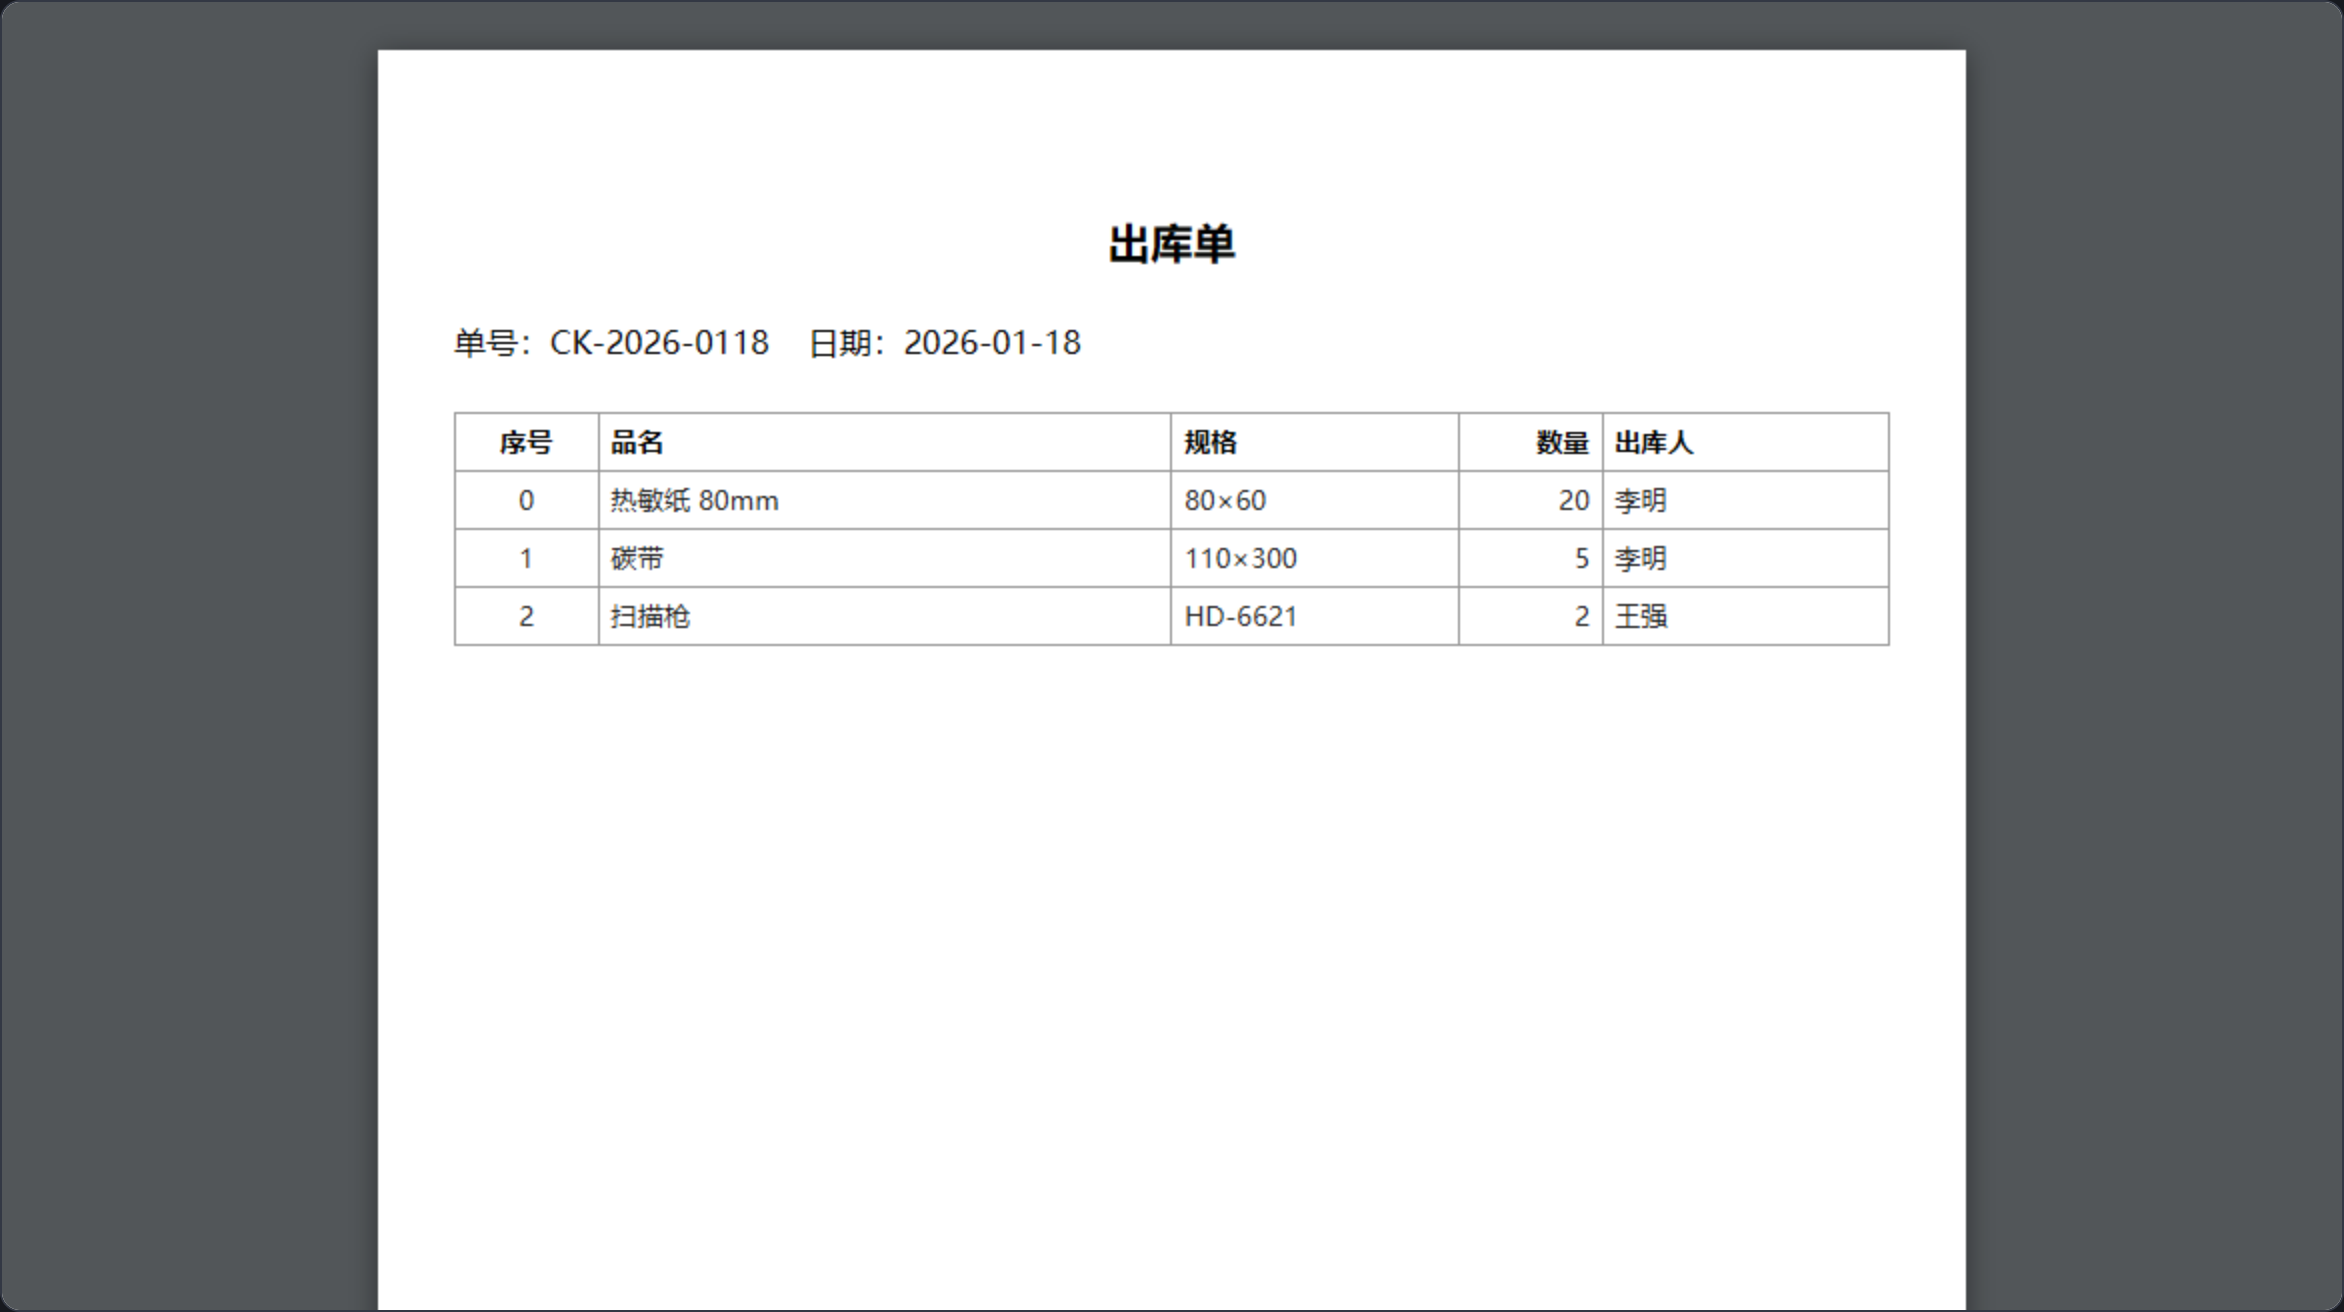 出库单
单号：CK-2026-0118 日期：2026-01-18
序号 品名 规格 数量 出库人
0 热敏纸 80mm 80×60 20 李明
1 碳带 110×300 5 李明
2 扫描枪 HD-6621 2 王强